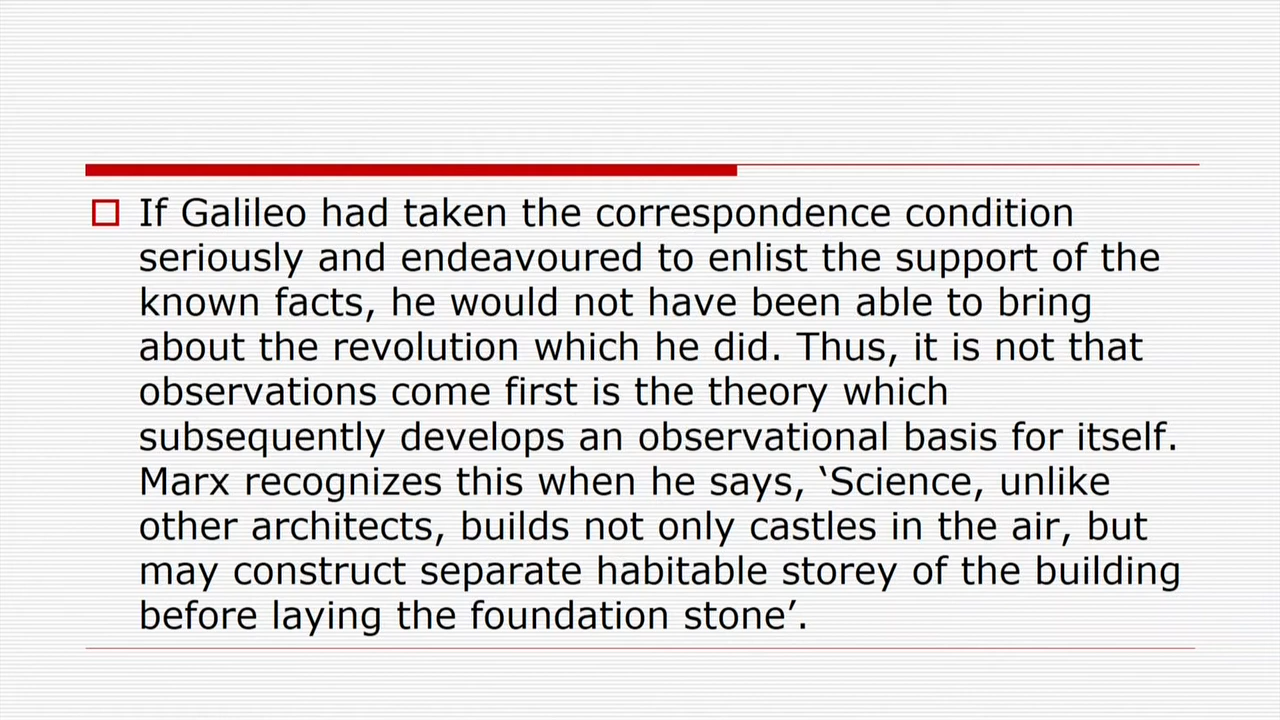 If Galileo had taken the correspondence condition
seriously and endeavoured to enlist the support of the
known facts, he would not have been able to bring
about the revolution which he did. Thus, it is not that
observations come first is the theory which
subsequently develops an observational basis for itself.
Marx recognizes this when he says, ‘Science, unlike
other architects, builds not only castles in the air, but
may construct separate habitable storey of the building
before laying the foundation stone’.